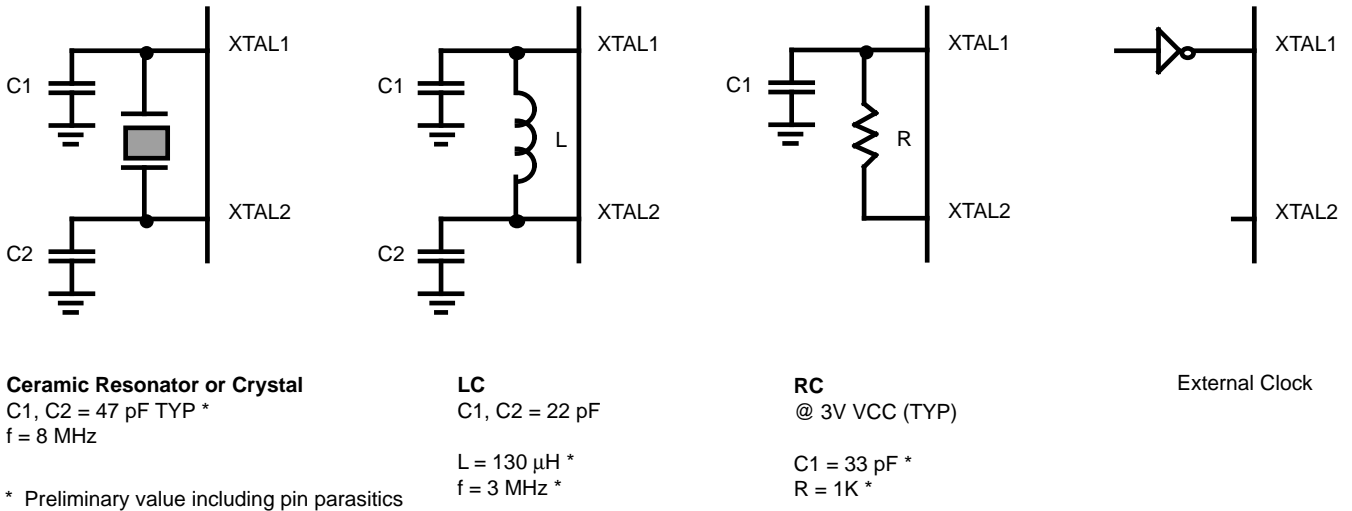 XTAL1
C1
XTAL2
C2
Ceramic Resonator or Crystal
C1, C2 = 47 pF TYP *
f = 8 MHz
* Preliminary value including pin parasitics
XTAL1
C1
L
XTAL2
C2
LC
C1, C2 = 22 pF
L = 130 μH *
f = 3 MHz *
XTAL1
C1
R
XTAL2
RC
@ 3V VCC (TYP)
C1 = 33 pF *
R = 1K *
XTAL1
XTAL2
External Clock